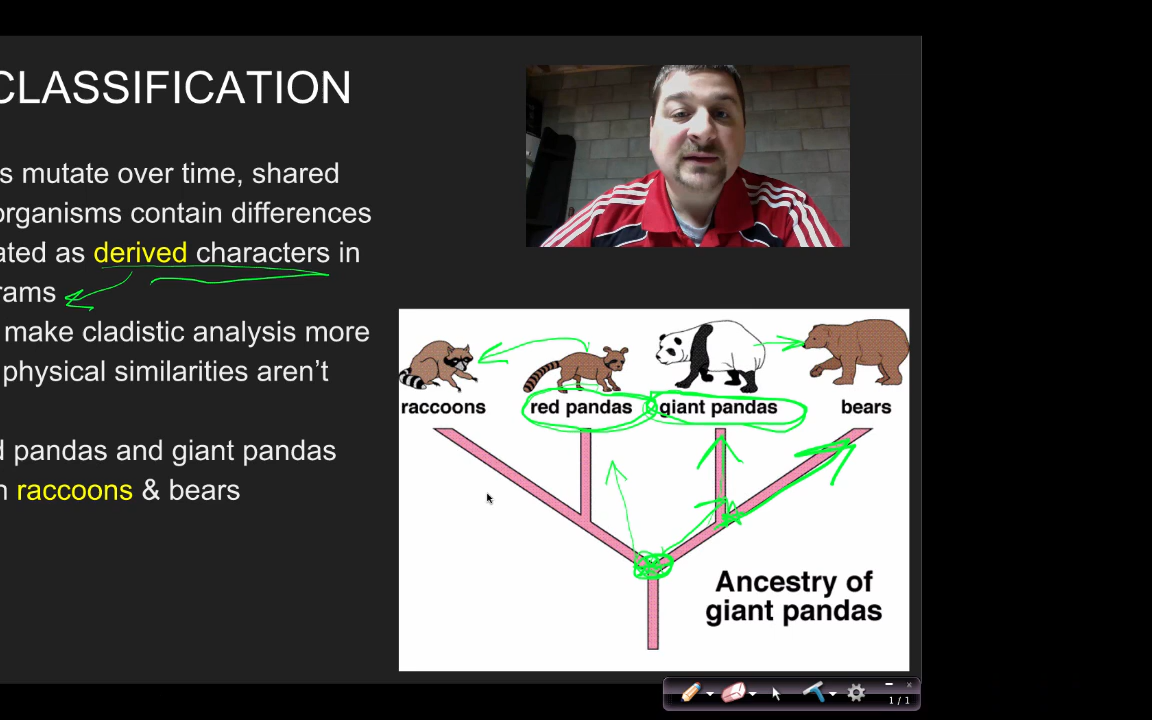 CLASSIFICATION
s mutate over time, shared
organisms contain differences
ated as derived characters in
rams
make cladistic analysis more
physical similarities aren't
d pandas and giant pandas
n raccoons & bears
raccoons
red pandas
giant pandas
bears
Ancestry of
giant pandas
1 / 1